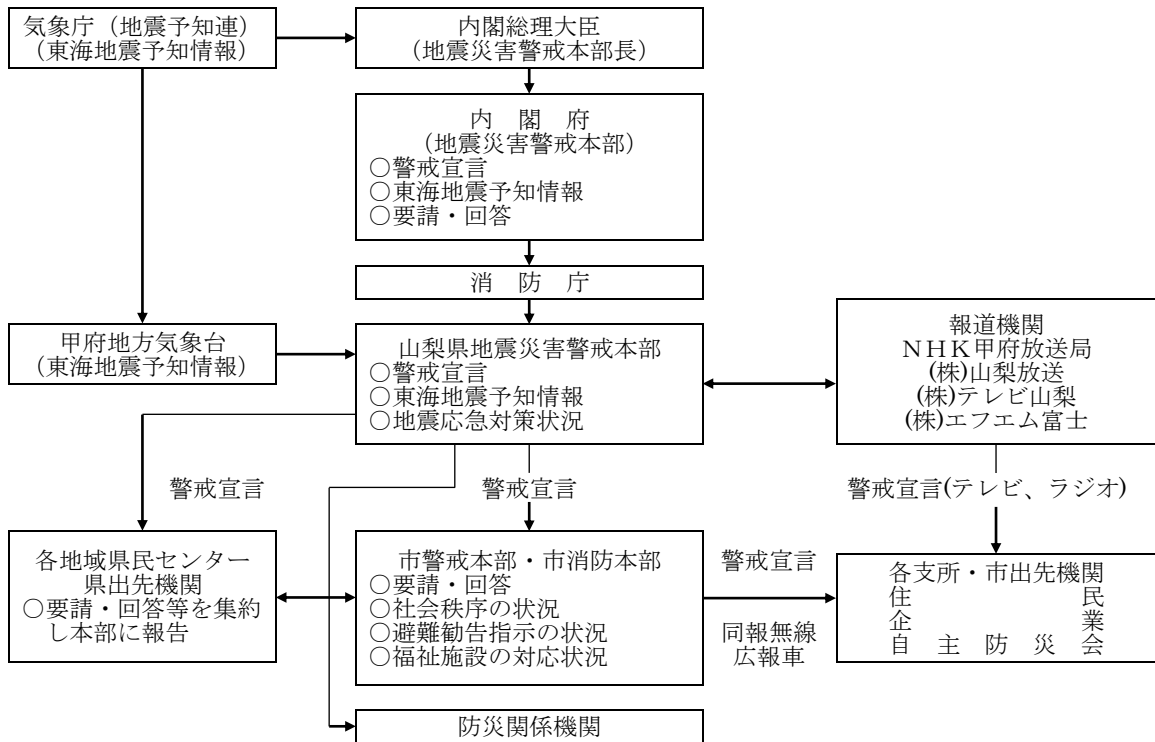 気象庁（地震予知連）
（東海地震予知情報）
内閣総理大臣
（地震災害警戒本部長）
内　閣　府
（地震災害警戒本部）
○警戒宣言
○東海地震予知情報
○要請・回答
消　防　庁
甲府地方気象台
（東海地震予知情報）
山梨県地震災害警戒本部
○警戒宣言
○東海地震予知情報
○地震応急対策状況
報道機関
ＮＨＫ甲府放送局
(株)山梨放送
(株)テレビ山梨
(株)エフエム富士
警戒宣言
警戒宣言
警戒宣言(テレビ、ラジオ)
各地域県民センター
県出先機関
○要請・回答等を集約
し本部に報告
市警戒本部・市消防本部
○要請・回答
○社会秩序の状況
○避難勧告指示の状況
○福祉施設の対応状況
警戒宣言
同報無線
広報車
各支所・市出先機関
住　　　　　　　民
企　　　　　　　業
自　主　防　災　会
防災関係機関